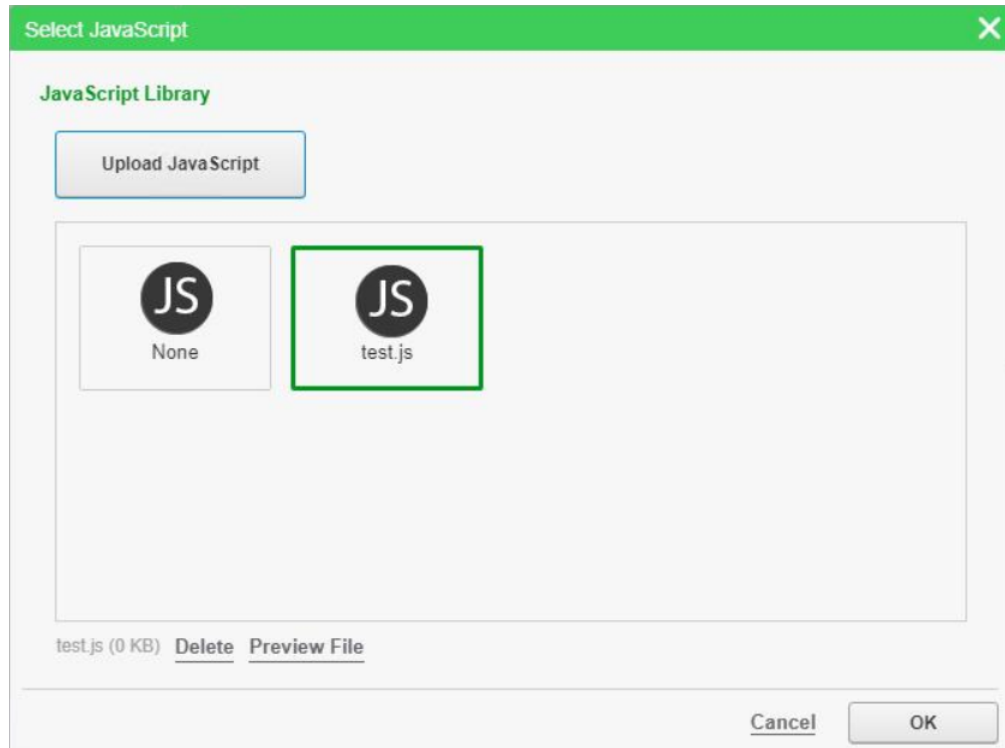 Select JavaScript
JavaScript Library
Upload JavaScript
JS JS
None test.js
test.js (0 KB) Delete Preview File
Cancel OK